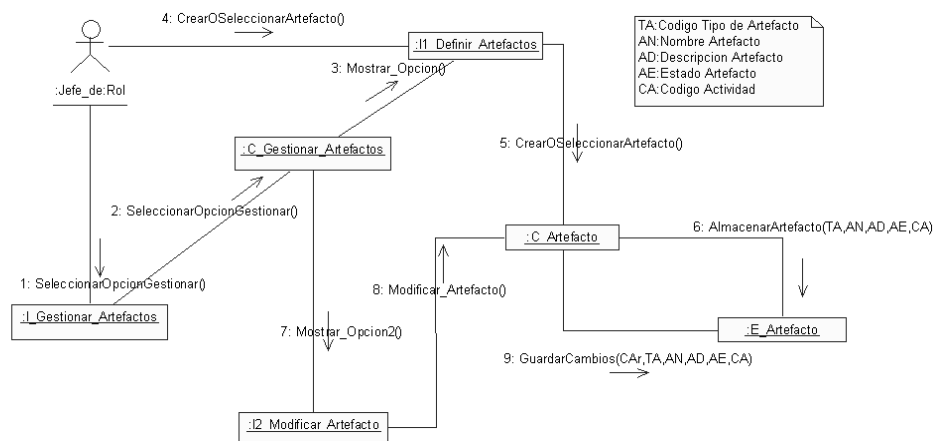 4: CrearOSeleccionarArtefacto()
:I1_Definir_Artefactos
TA:Codigo Tipo de Artefacto
AN:Nombre Artefacto
AD:Descripcion Artefacto
AE:Estado Artefacto
CA:Codigo Actividad
3: Mostrar_Opcion()
:Jefe_de:Rol
:C_Gestionar_Artefactos
5: CrearOSeleccionarArtefacto()
2: SeleccionarOpcionGestionar()
:C_Artefacto
6: AlmacenarArtefacto(TA,AN,AD,AE,CA)
1: SeleccionarOpcionGestionar()
8: Modificar_Artefacto()
:I_Gestionar_Artefactos
7: Mostrar_Opcion2()
:E_Artefacto
9: GuardarCambios(CAr,TA,AN,AD,AE,CA)
:I2_Modificar_Artefacto